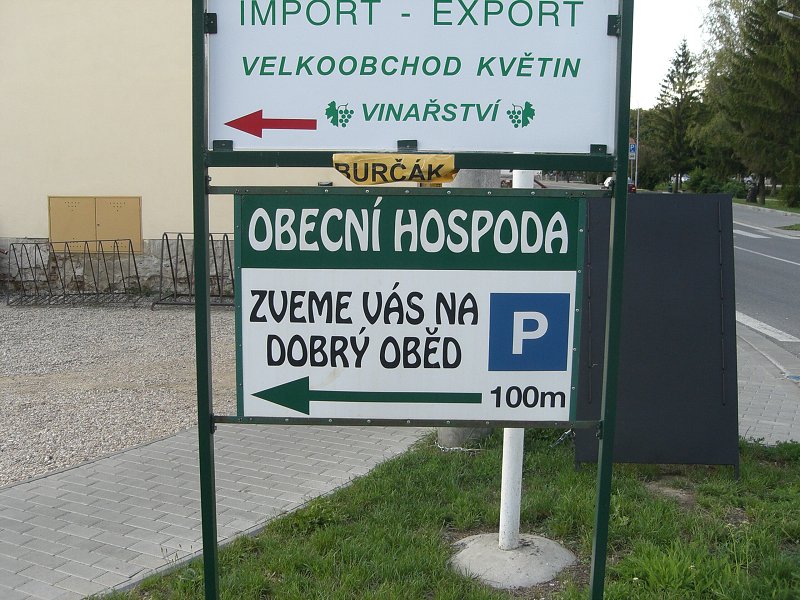 IMPORT - EXPORT
VELKOOBCHOD KVĚTIN
VINAŘSTVÍ
BURČÁK
OBECNÍ HOSPODA
ZVEME VÁS NA
DOBRÝ OBĚD
P
100m